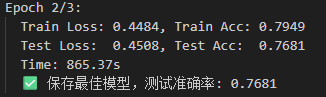 Epoch 2/3:
Train Loss: 0.4484, Train Acc: 0.7949
Test Loss:  0.4508, Test Acc:  0.7681
Time: 865.37s
✅ 保存最佳模型，测试准确率: 0.7681